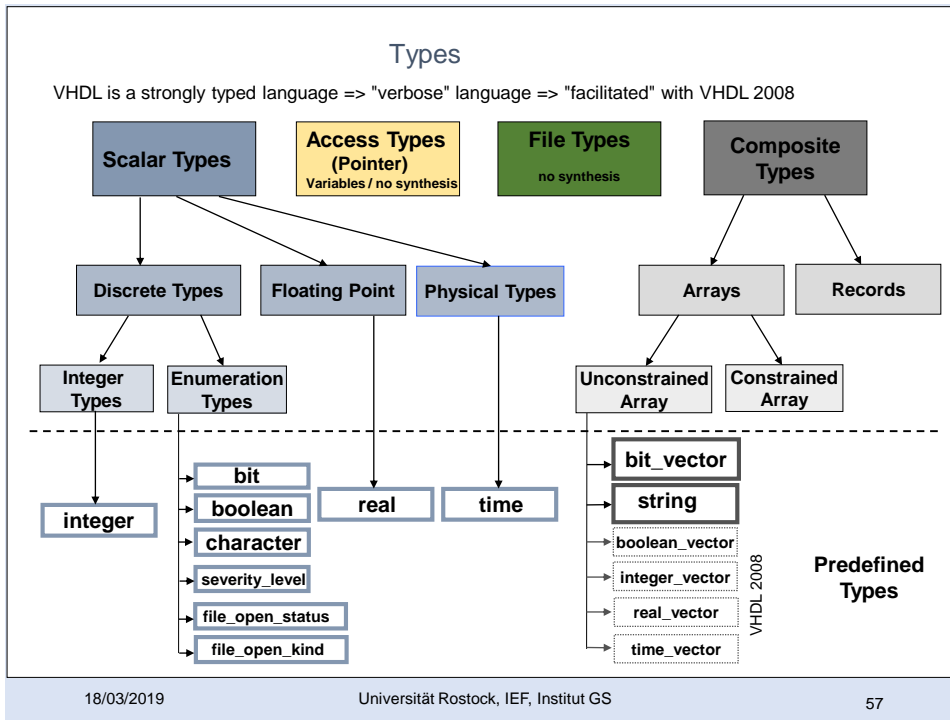 Types
VHDL is a strongly typed language => "verbose" language => "facilitated" with VHDL 2008
Scalar Types
Access Types
(Pointer)
Variables / no synthesis
File Types
no synthesis
Composite
Types
Discrete Types
Floating Point
Physical Types
Arrays
Records
Integer
Types
Enumeration
Types
Unconstrained
Array
Constrained
Array
integer
bit
boolean
character
severity_level
file_open_status
file_open_kind
real
time
bit_vector
string
boolean_vector
integer_vector
real_vector
time_vector
VHDL 2008
Predefined
Types
18/03/2019
Universität Rostock, IEF, Institut GS
57